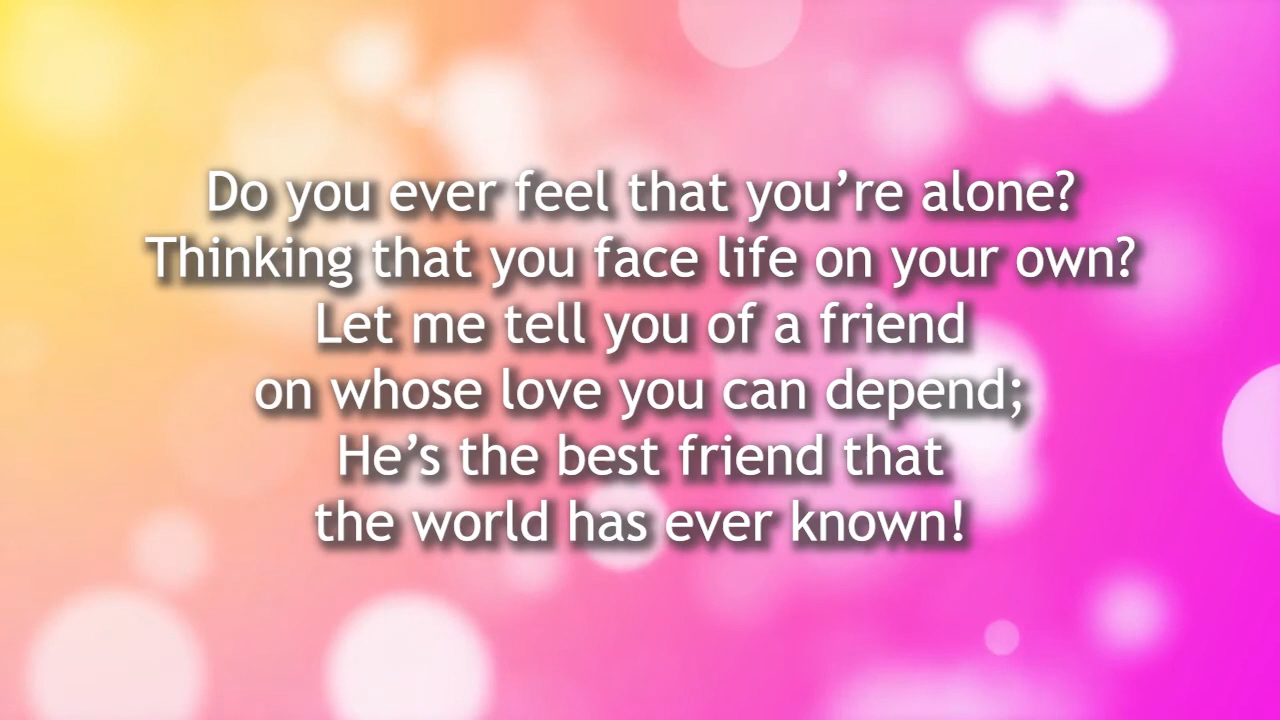 Do you ever feel that you’re alone?
Thinking that you face life on your own?
Let me tell you of a friend
on whose love you can depend;
He’s the best friend that
the world has ever known!